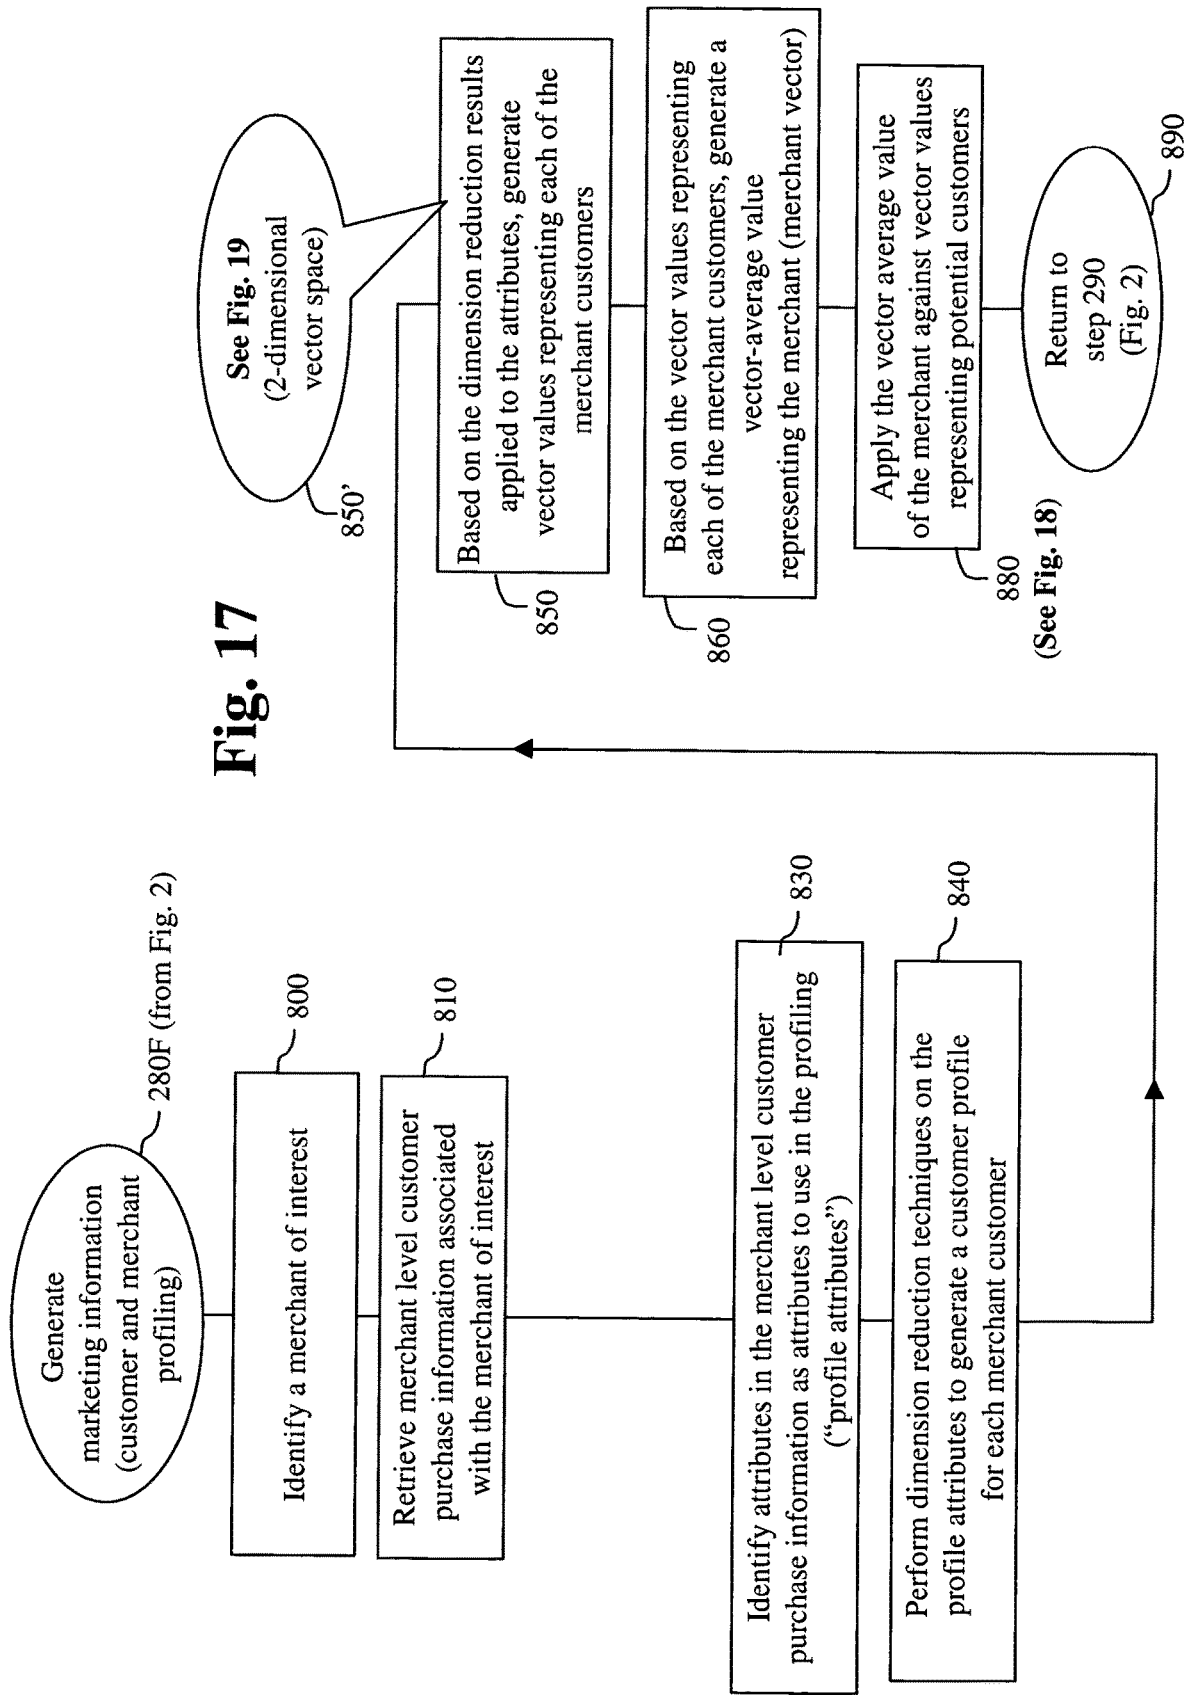 Fig. 17
Generate
marketing information
(customer and merchant
profiling)
280F (from Fig. 2)
Identify a merchant of interest
800
Retrieve merchant level customer
purchase information associated
with the merchant of interest
810
Identify attributes in the merchant level customer
purchase information as attributes to use in the profiling
(“profile attributes”)
830
Perform dimension reduction techniques on the
profile attributes to generate a customer profile
for each merchant customer
840
See Fig. 19
(2-dimensional
vector space)
850’
Based on the dimension reduction results
applied to the attributes, generate
vector values representing each of the
merchant customers
850
Based on the vector values representing
each of the merchant customers, generate a
vector-average value
representing the merchant (merchant vector)
860
Apply the vector average value
of the merchant against vector values
representing potential customers
880
(See Fig. 18)
Return to
step 290
(Fig. 2)
890